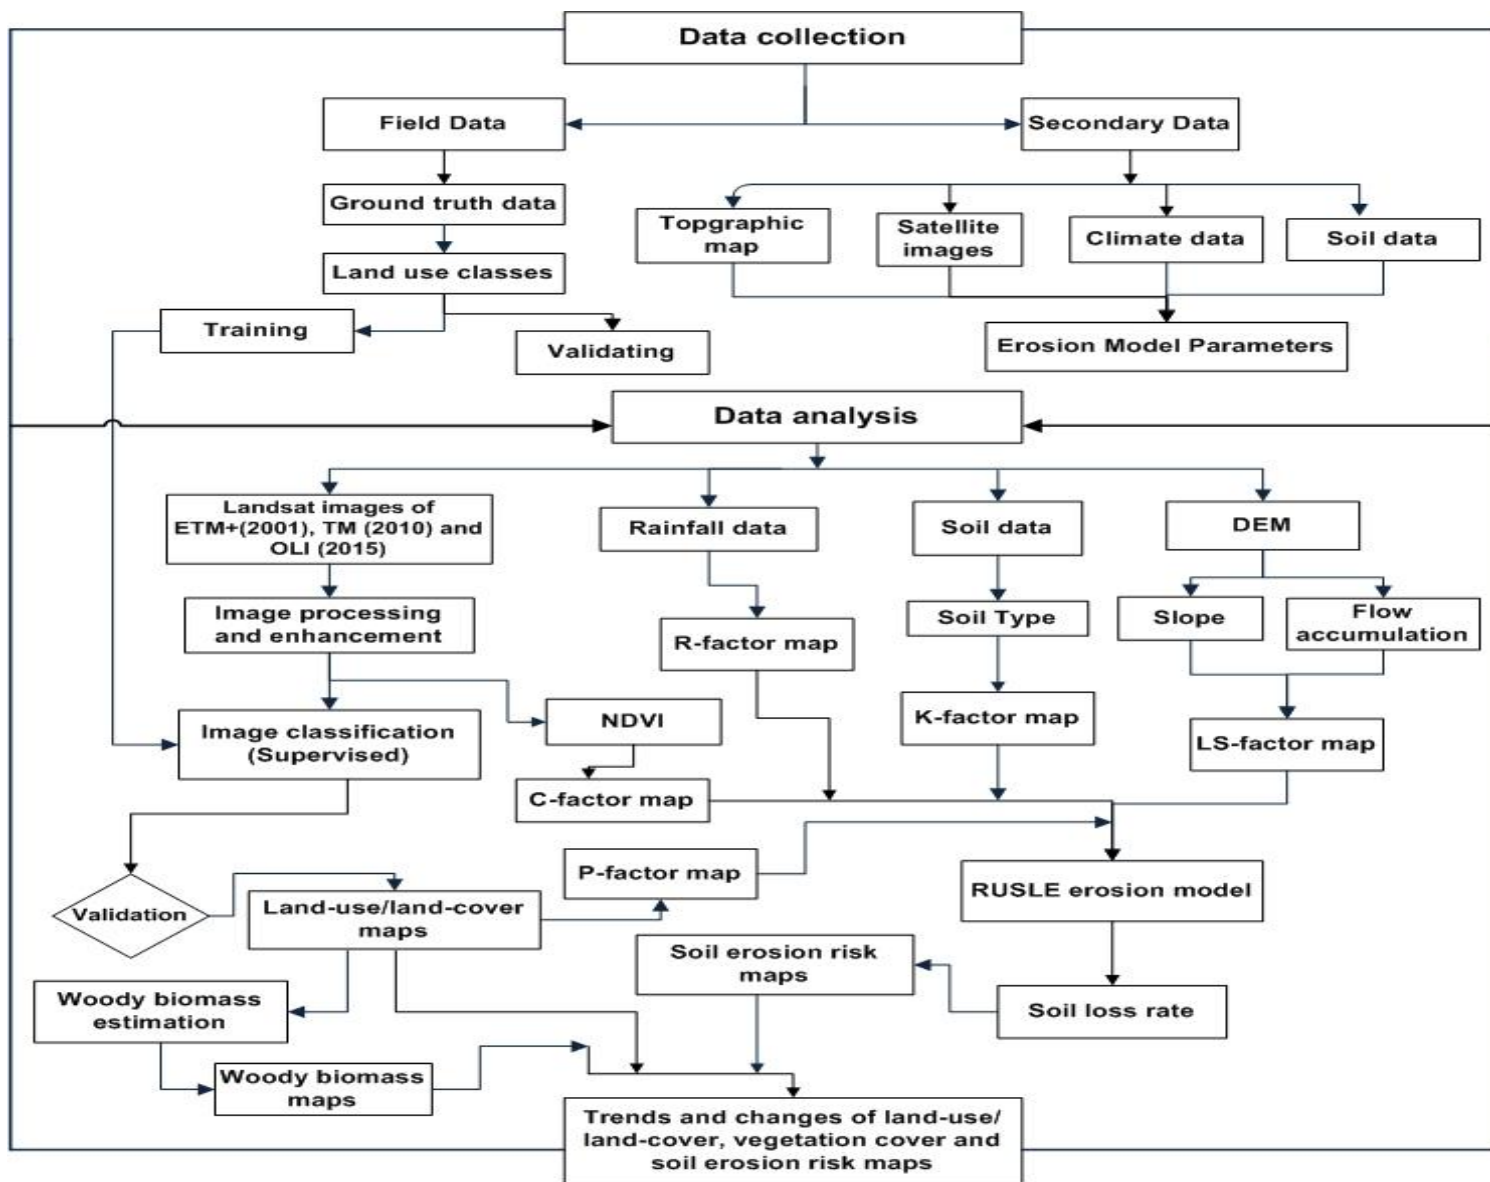 Data collection
Field Data
Secondary Data
Ground truth data
Topgraphic
map
Satellite
images
Climate data
Soil data
Land use classes
Training
Validating
Erosion Model Parameters
Data analysis
Landsat images of
ETM+(2001), TM (2010) and
OLI (2015)
Rainfall data
Soil data
DEM
Image processing
and enhancement
R-factor map
Soil Type
Slope
Flow
accumulation
Image classification
(Supervised)
NDVI
K-factor map
LS-factor map
C-factor map
P-factor map
RUSLE erosion model
Validation
Land-use/land-cover
maps
Soil erosion risk
maps
Woody biomass
estimation
Soil loss rate
Woody biomass
maps
Trends and changes of land-use/
land-cover, vegetation cover and
soil erosion risk maps